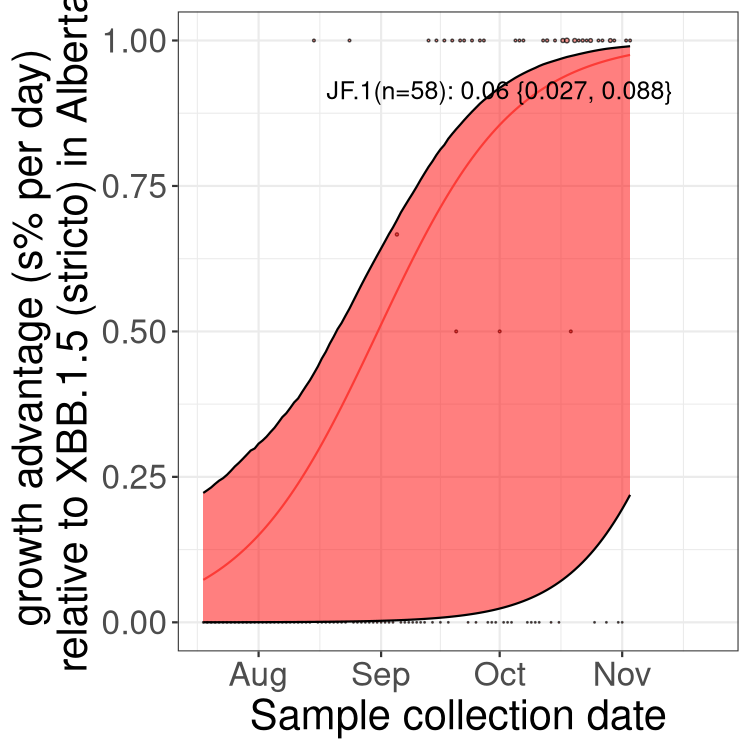 growth advantage (s% per day)
relative to XBB.1.5 (stricto) in Alberta
1.00
0.75
0.50
0.25
0.00
JF.1(n=58): 0.06 {0.027, 0.088}
Aug Sep Oct Nov
Sample collection date